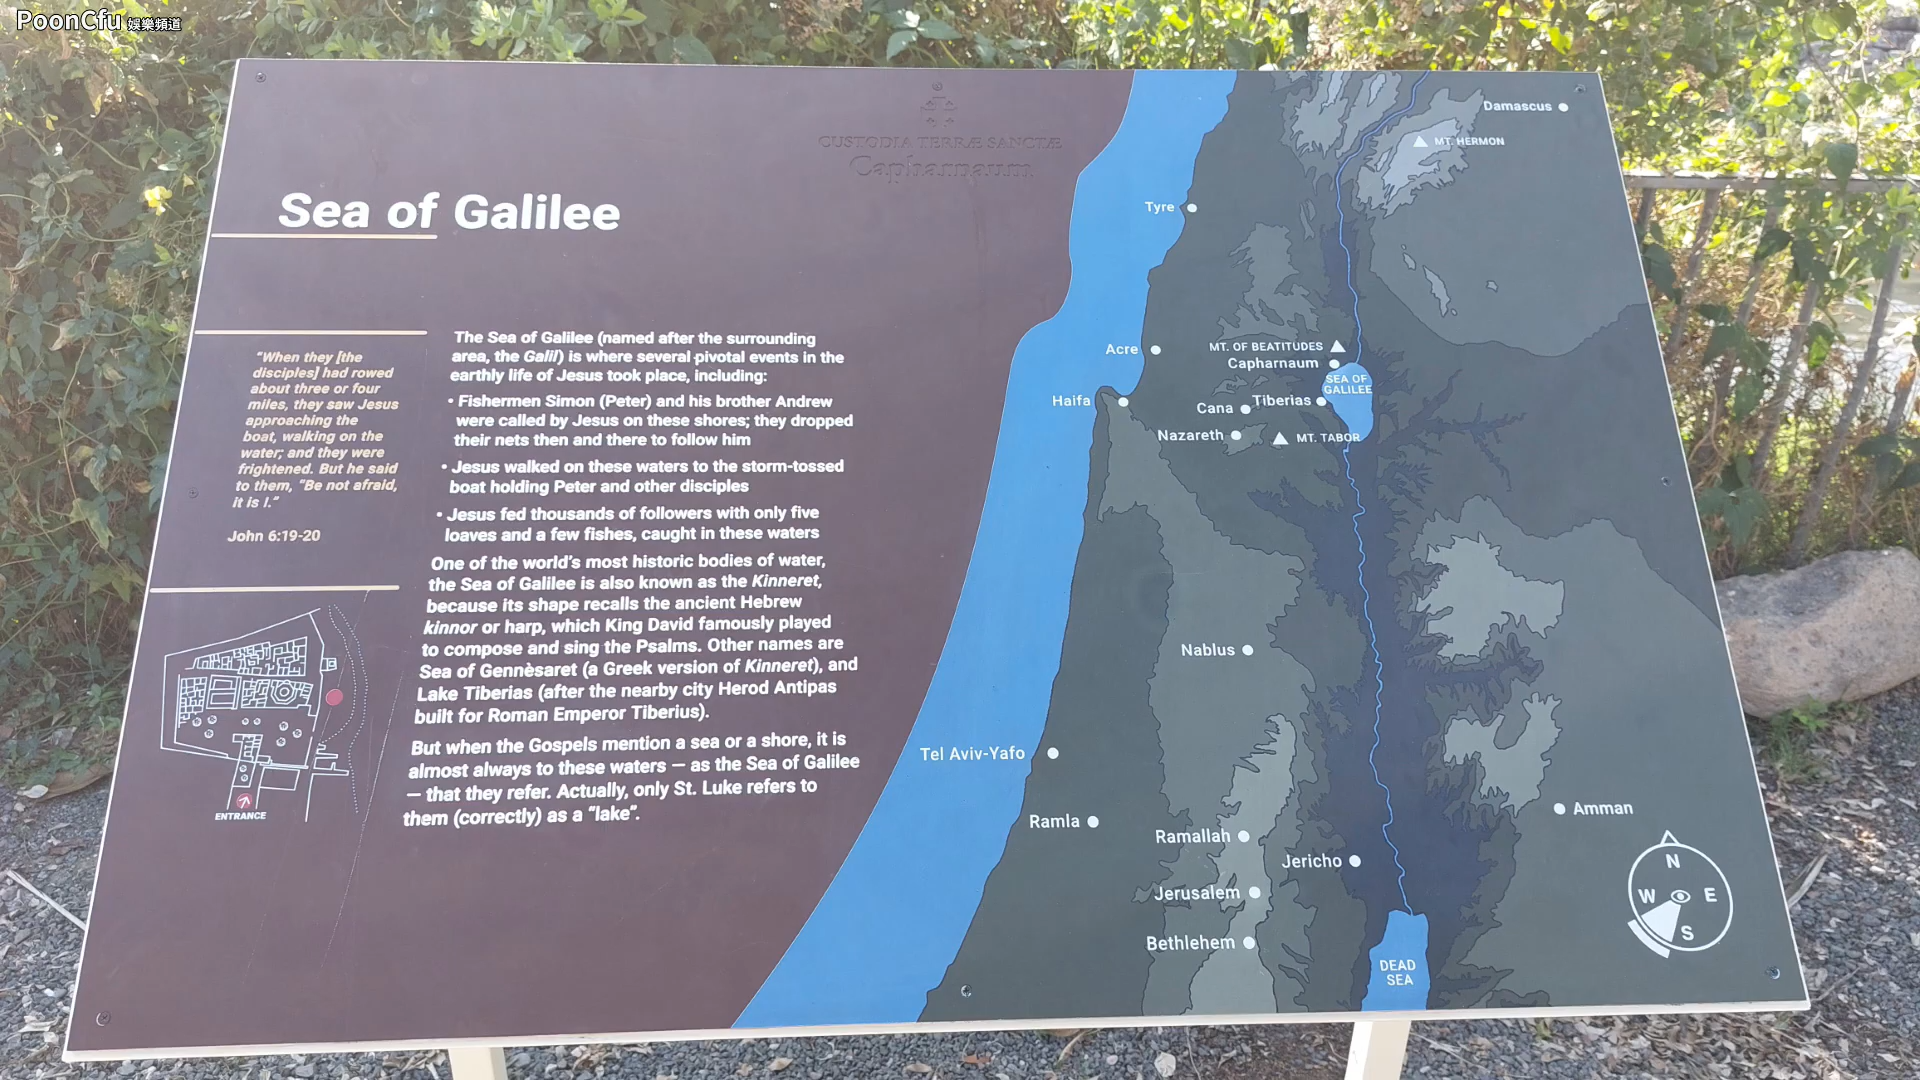 PoonCfu 娛樂頻道
CUSTODIA TERRÆ SANCTÆ
Capharnaum
Sea of Galilee
“When they [the
disciples] had rowed
about three or four
miles, they saw Jesus
approaching the
boat, walking on the
water; and they were
frightened. But he said
to them, “Be not afraid,
it is I.”
John 6:19-20
ENTRANCE
The Sea of Galilee (named after the surrounding
area, the Galil) is where several pivotal events in the
earthly life of Jesus took place, including:
• Fishermen Simon (Peter) and his brother Andrew
were called by Jesus on these shores; they dropped
their nets then and there to follow him
• Jesus walked on these waters to the storm-tossed
boat holding Peter and other disciples
• Jesus fed thousands of followers with only five
loaves and a few fishes, caught in these waters
One of the world’s most historic bodies of water,
the Sea of Galilee is also known as the Kinneret,
because its shape recalls the ancient Hebrew
kinnor or harp, which King David famously played
to compose and sing the Psalms. Other names are
Sea of Gennèsaret (a Greek version of Kinneret), and
Lake Tiberias (after the nearby city Herod Antipas
built for Roman Emperor Tiberius).
But when the Gospels mention a sea or a shore, it is
almost always to these waters — as the Sea of Galilee
— that they refer. Actually, only St. Luke refers to
them (correctly) as a “lake”.
Damascus
MT. HERMON
Tyre
Acre
MT. OF BEATITUDES
Capharnaum
SEA OF
GALILEE
Haifa
Cana
Tiberias
Nazareth
MT. TABOR
Nablus
Tel Aviv-Yafo
Amman
Ramla
Ramallah
Jericho
Jerusalem
Bethlehem
DEAD
SEA
N
W
E
S